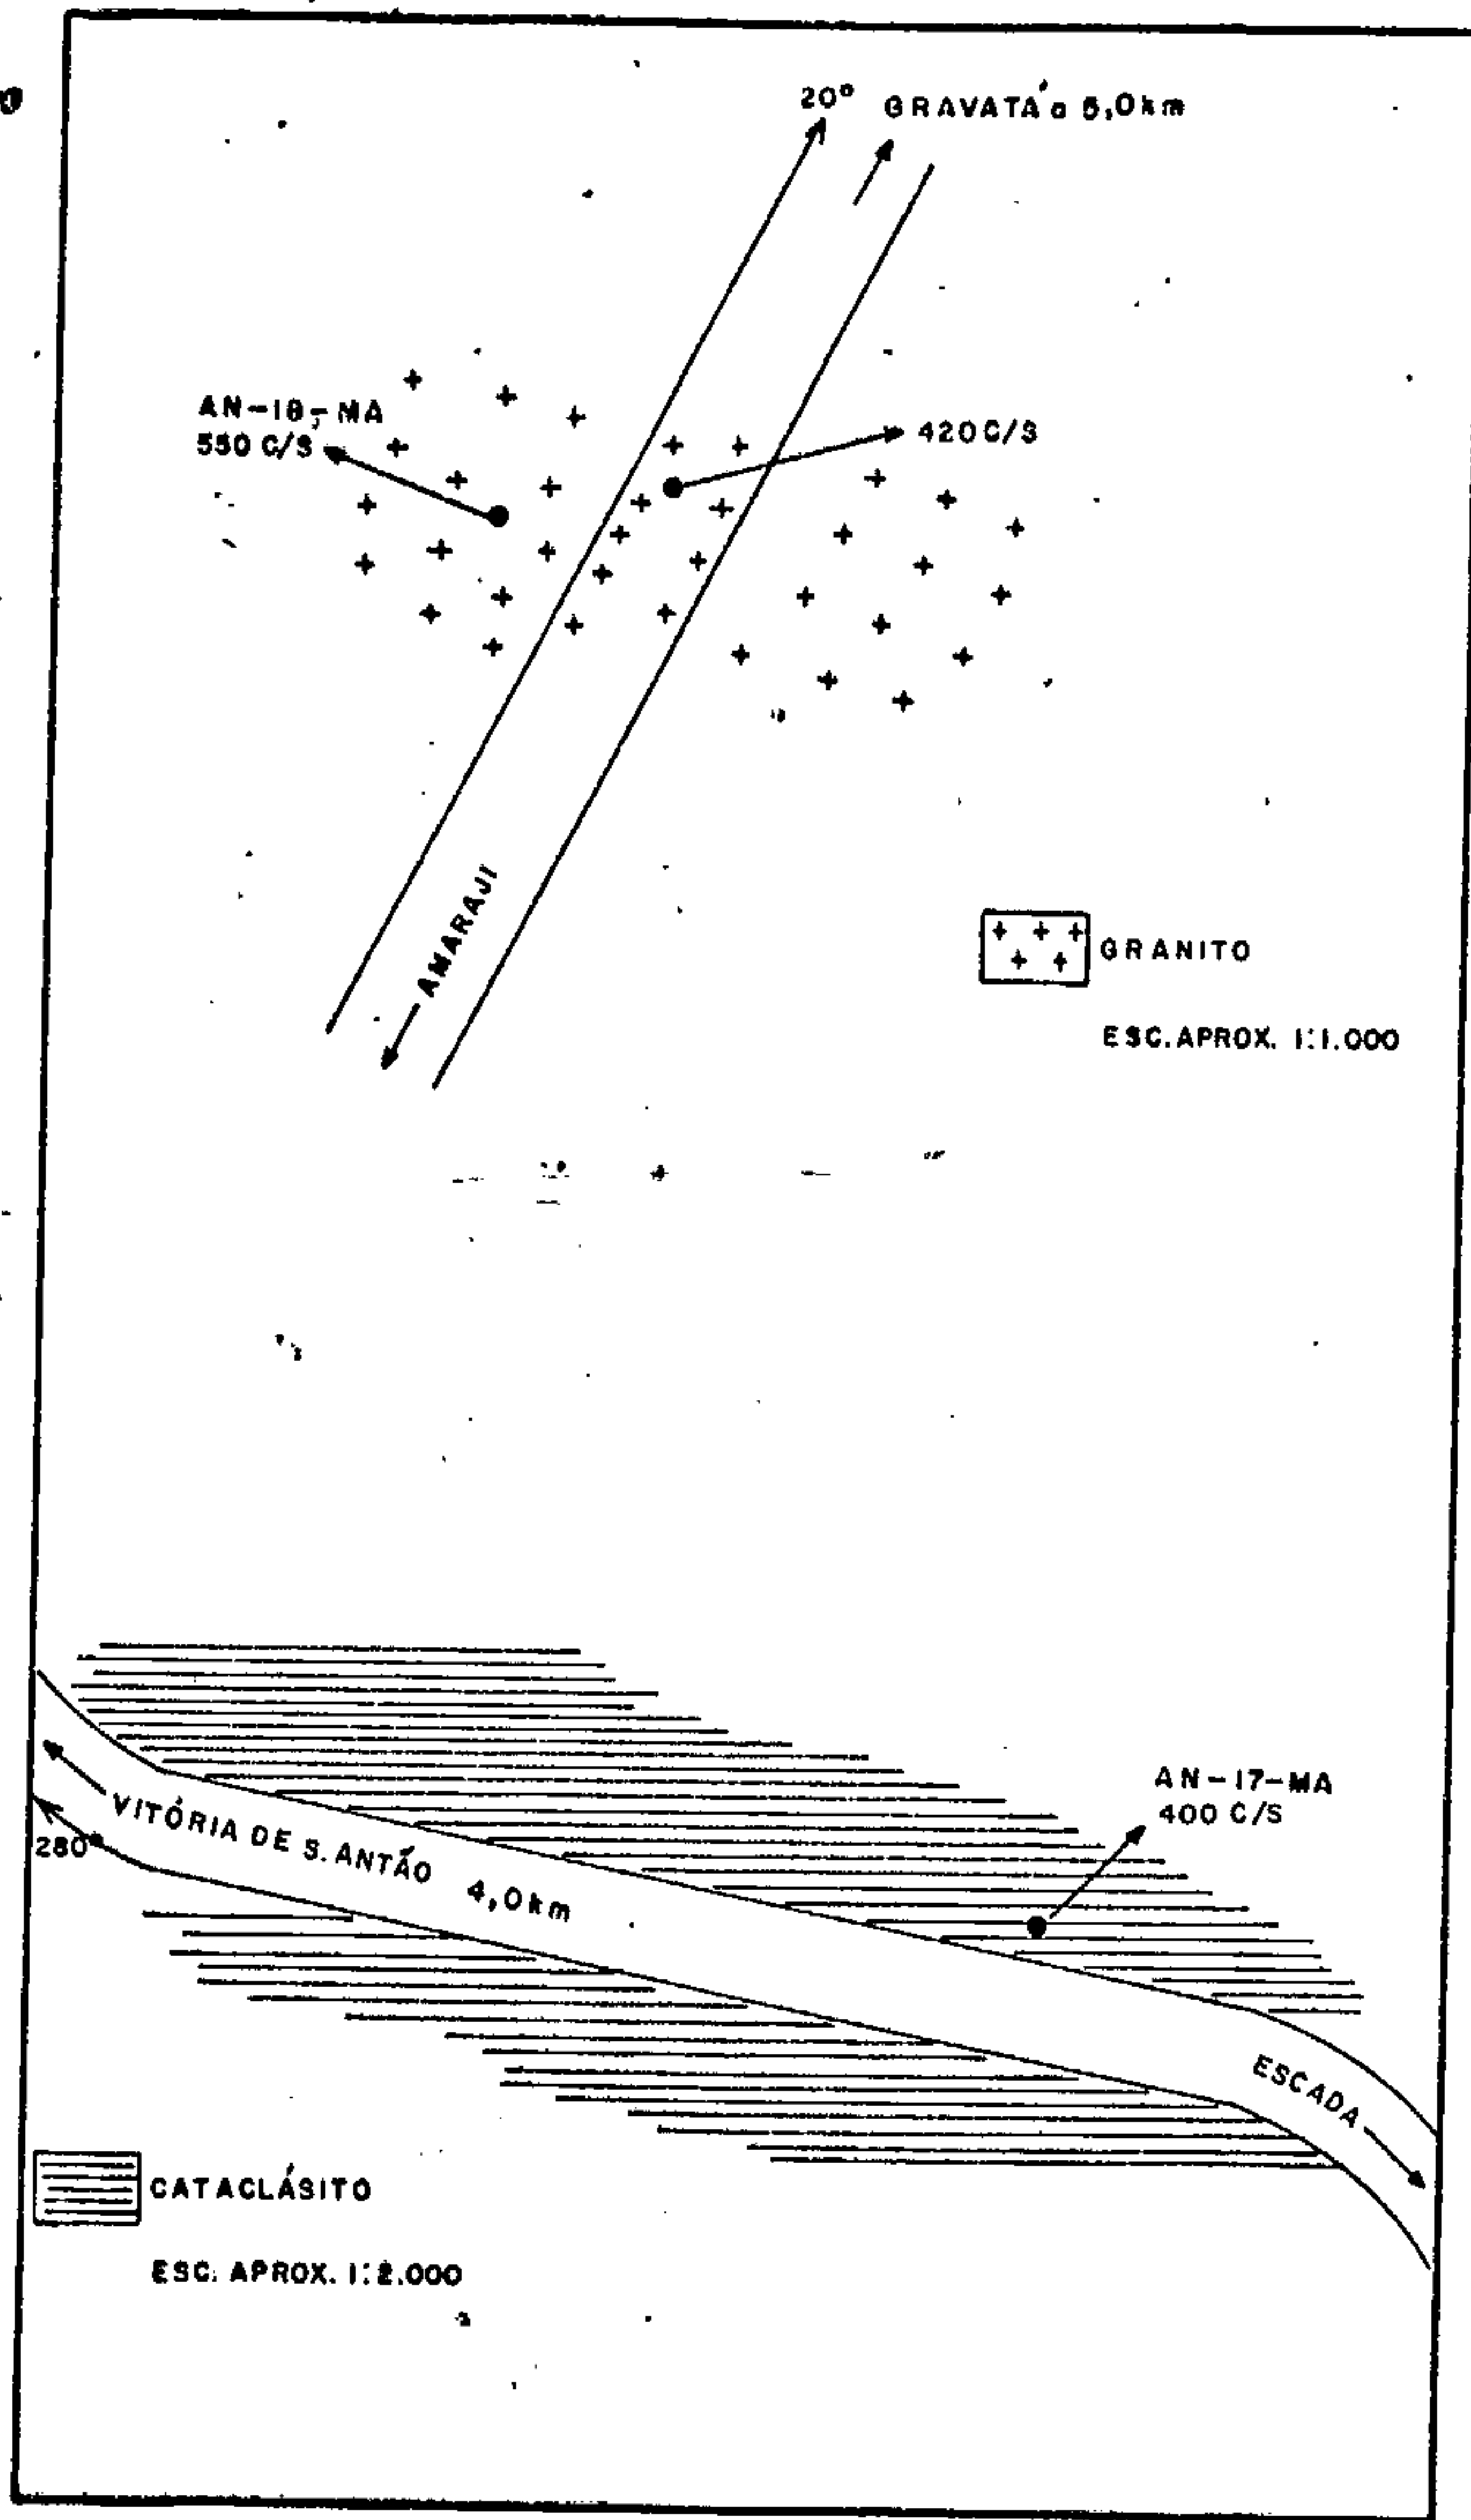 20° GRAVATÁ a 5,0km
AN-18-MA
550 C/S
420 C/S
AMARAJI
GRANITO
ESC. APROX. 1:1.000
AN-17-MA
400 C/S
VITÓRIA DE S. ANTÃO 4,0km
280°
ESCADA
CATACLÁSITO
ESC. APROX. 1:2.000